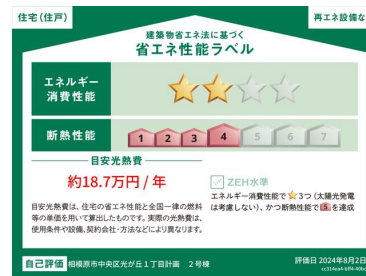 住宅(住戸)
再エネ設備な
建築物省エネ法に基づく
省エネ性能ラベル
エネルギー
消費性能
断熱性能
1 2 3 4 5 6 7
目安光熱費
約18.7万円 / 年
目安光熱費は、住宅の省エネ性能と全国一律の燃料
等の単価を用いて算出したものです。実際の光熱費は、
使用条件や設備、契約会社・方法などにより異なります。
ZEH水準
エネルギー消費性能で★3つ(太陽光発電
は考慮しない)、かつ断熱性能で5を達成
自己評価 相模原市中央区光が丘1丁目計画 2号棟
評価日 2024年8月2日